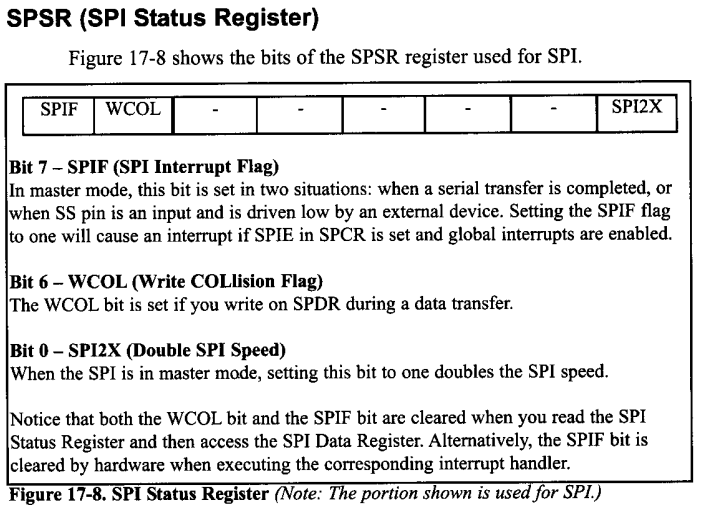 SPSR (SPI Status Register)
Figure 17-8 shows the bits of the SPSR register used for SPI.
SPIF WCOL - - - - - SPI2X
Bit 7 – SPIF (SPI Interrupt Flag)
In master mode, this bit is set in two situations: when a serial transfer is completed, or
when SS pin is an input and is driven low by an external device. Setting the SPIF flag
to one will cause an interrupt if SPIE in SPCR is set and global interrupts are enabled.
Bit 6 – WCOL (Write COLlision Flag)
The WCOL bit is set if you write on SPDR during a data transfer.
Bit 0 – SPI2X (Double SPI Speed)
When the SPI is in master mode, setting this bit to one doubles the SPI speed.
Notice that both the WCOL bit and the SPIF bit are cleared when you read the SPI
Status Register and then access the SPI Data Register. Alternatively, the SPIF bit is
cleared by hardware when executing the corresponding interrupt handler.
Figure 17-8. SPI Status Register (Note: The portion shown is used for SPI.)